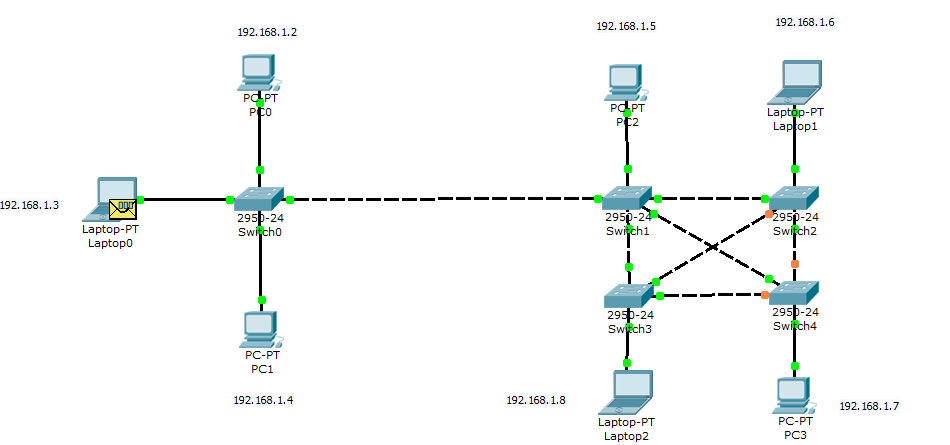 192.168.1.2
PC-PT
PC0
192.168.1.3
Laptop-PT
Laptop0
2950-24
Switch0
PC-PT
PC1
192.168.1.4
192.168.1.5
PC-PT
PC2
192.168.1.6
Laptop-PT
Laptop1
2950-24
Switch1
2950-24
Switch2
2950-24
Switch3
2950-24
Switch4
192.168.1.8
Laptop-PT
Laptop2
PC-PT
PC3
192.168.1.7